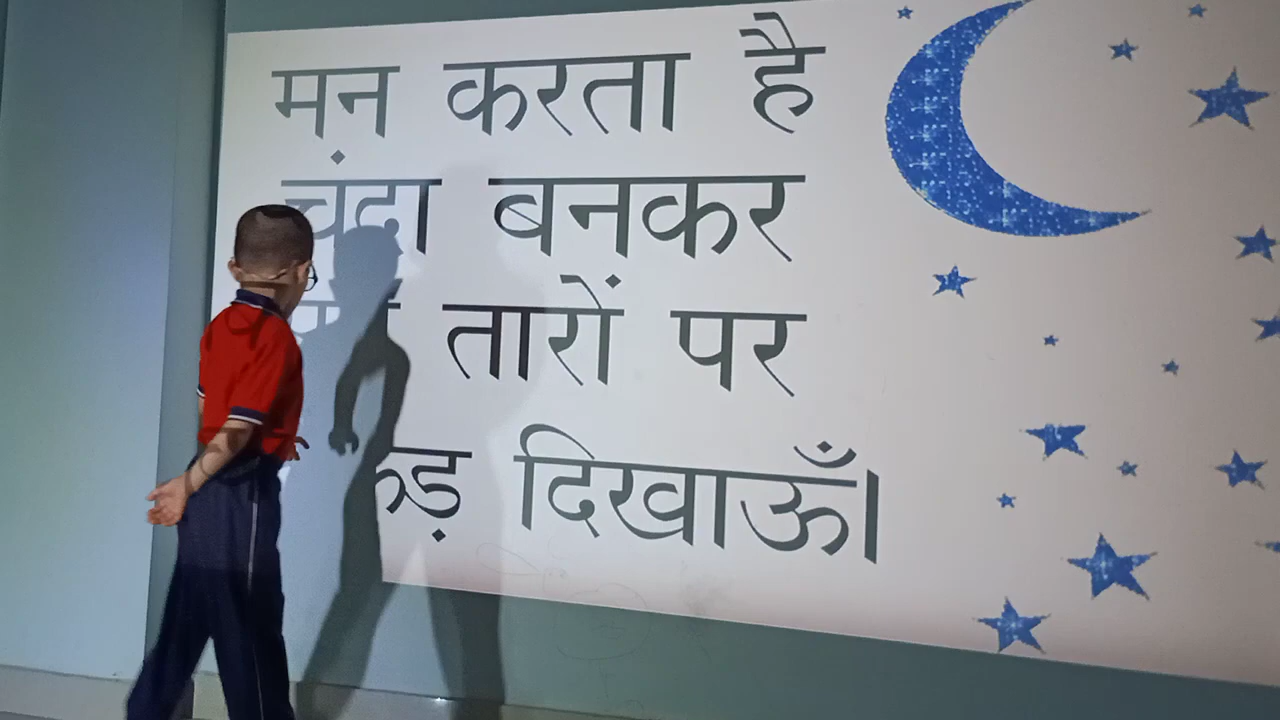 मन करता है
चंदा बनकर
तारों पर
दिखाऊँ।